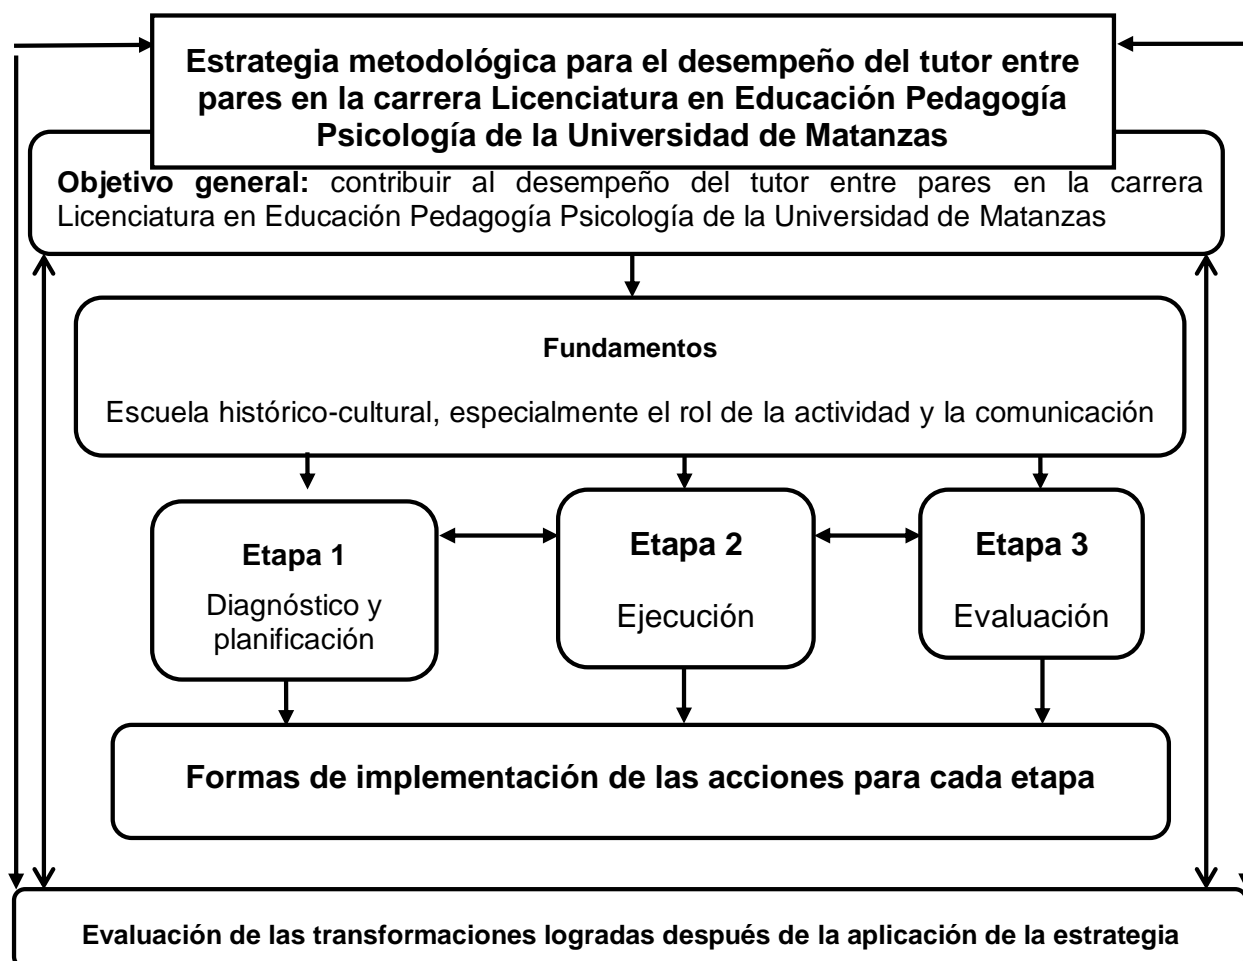 Estrategia metodológica para el desempeño del tutor entre
pares en la carrera Licenciatura en Educación Pedagogía
Psicología de la Universidad de Matanzas
Objetivo general: contribuir al desempeño del tutor entre pares en la carrera
Licenciatura en Educación Pedagogía Psicología de la Universidad de Matanzas
Fundamentos
Escuela histórico-cultural, especialmente el rol de la actividad y la comunicación
Etapa 1
Diagnóstico y
planificación
Etapa 2
Ejecución
Etapa 3
Evaluación
Formas de implementación de las acciones para cada etapa
Evaluación de las transformaciones logradas después de la aplicación de la estrategia